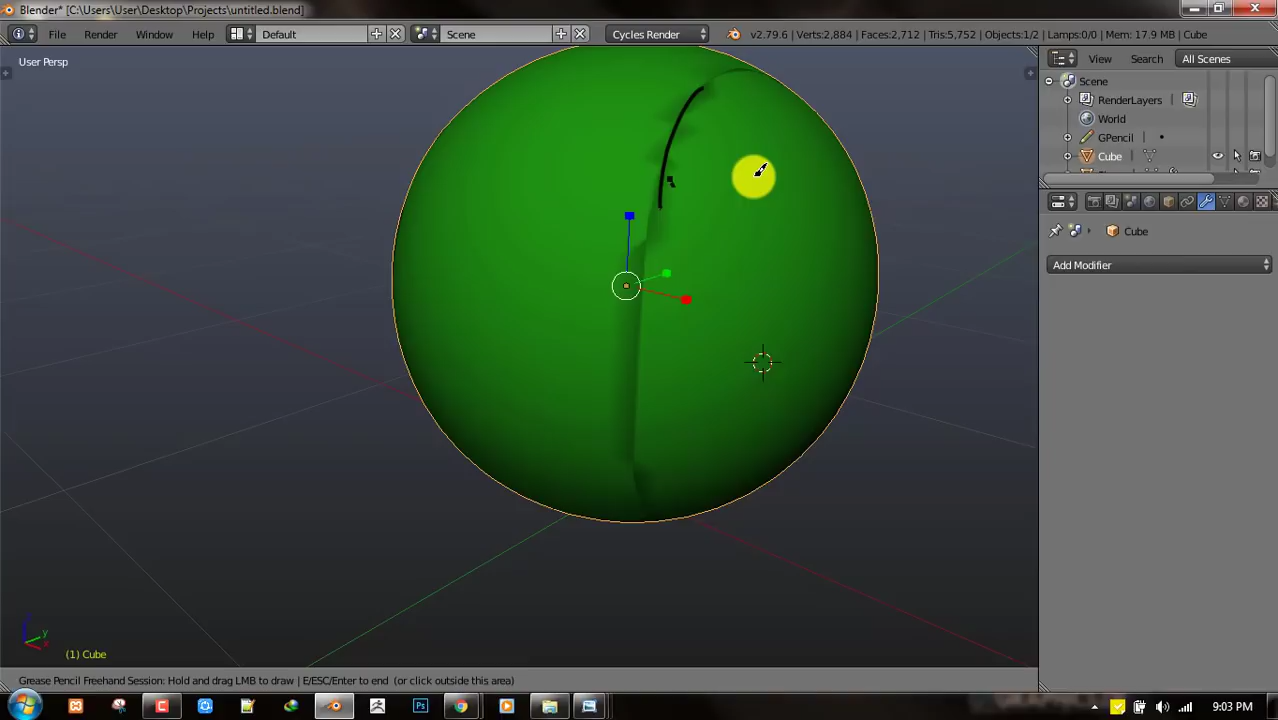 Blender* [C:\Users\User\Desktop\Projects\untitled.blend]
File Render Window Help Default Scene Cycles Render v2.79.6 | Verts:2,884 | Faces:2,712 | Tris:5,752 | Objects:1/2 | Lamps:0/0 | Mem: 17.9 MB | Cube
User Persp
View Search All Scenes
Scene
RenderLayers
World
GPencil
Cube
Cube
Add Modifier
z
y
x
(1) Cube
Grease Pencil Freehand Session: Hold and drag LMB to draw | E/ESC/Enter to end (or click outside this area)
9:03 PM